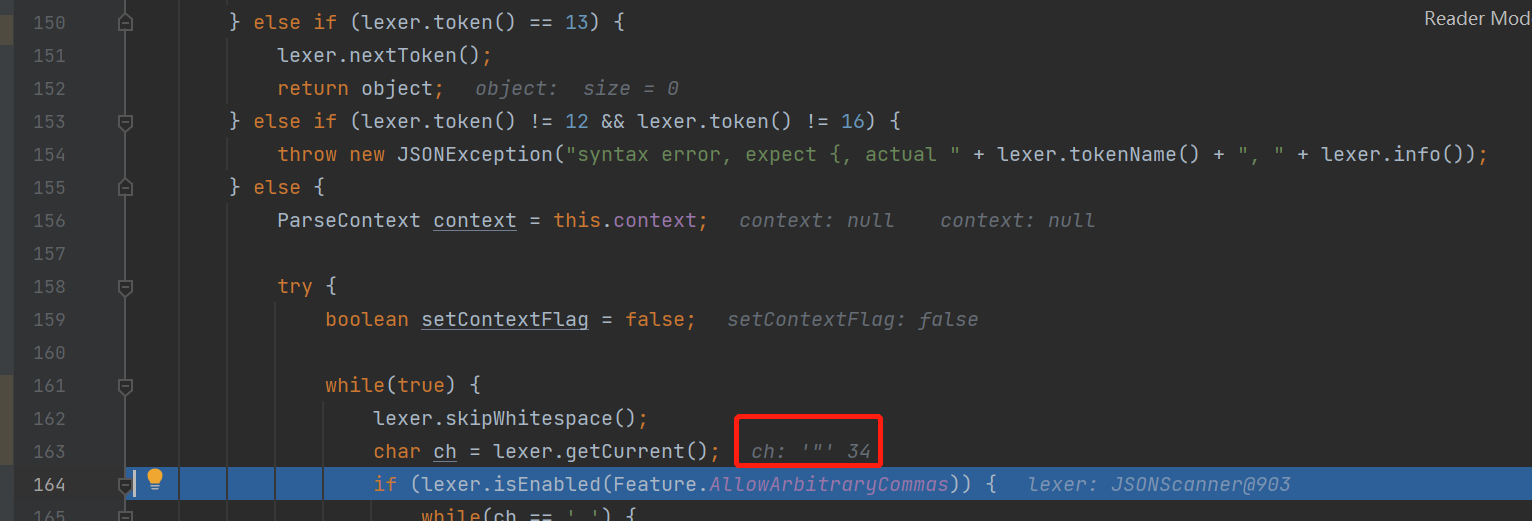 Reader Mod
150 } else if (lexer.token() == 13) {
151 lexer.nextToken();
152 return object; object: size = 0
153 } else if (lexer.token() != 12 && lexer.token() != 16) {
154 throw new JSONException("syntax error, expect {, actual " + lexer.tokenName() + ", " + lexer.info());
155 } else {
156 ParseContext context = this.context; context: null context: null
157
158 try {
159 boolean setContextFlag = false; setContextFlag: false
160
161 while(true) {
162 lexer.skipWhitespace();
163 char ch = lexer.getCurrent(); ch: '"' 34
164 if (lexer.isEnabled(Feature.AllowArbitraryCommas)) { lexer: JSONScanner@903
165 while(ch == ' ') {